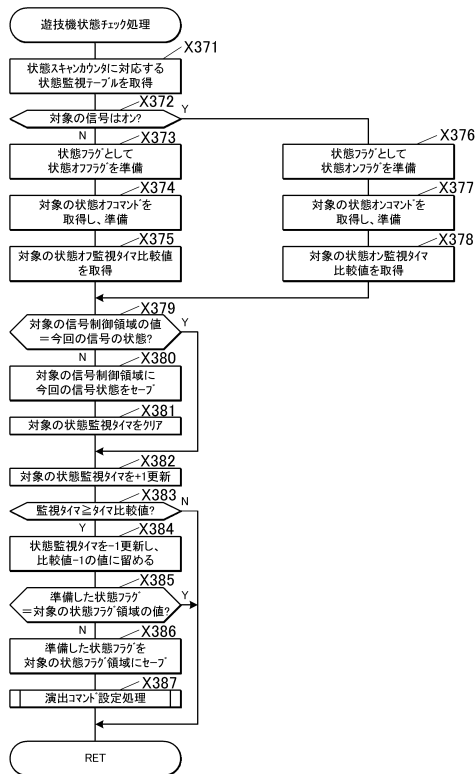 遊技機状態チェック処理
X371
状態スキャンカウンタに対応する
状態監視テーブルを取得
X372
対象の信号はオン?
Y
N
X373
状態フラグとして
状態オフフラグを準備
X376
状態フラグとして
状態オンフラグを準備
X374
対象の状態オフコマンドを
取得し、準備
X377
対象の状態オンコマンドを
取得し、準備
X375
対象の状態オフ監視タイマ比較値
を取得
X378
対象の状態オン監視タイマ
比較値を取得
X379
対象の信号制御領域の値
=今回の信号の状態?
Y
N
X380
対象の信号制御領域に
今回の信号状態をセーブ
X381
対象の状態監視タイマをクリア
X382
対象の状態監視タイマを+1更新
X383
監視タイマ≧タイマ比較値?
N
Y
X384
状態監視タイマを-1更新し、
比較値-1の値に留める
X385
準備した状態フラグ
=対象の状態フラグ領域の値?
Y
N
X386
準備した状態フラグを
対象の状態フラグ領域にセーブ
X387
演出コマンド設定処理
RET